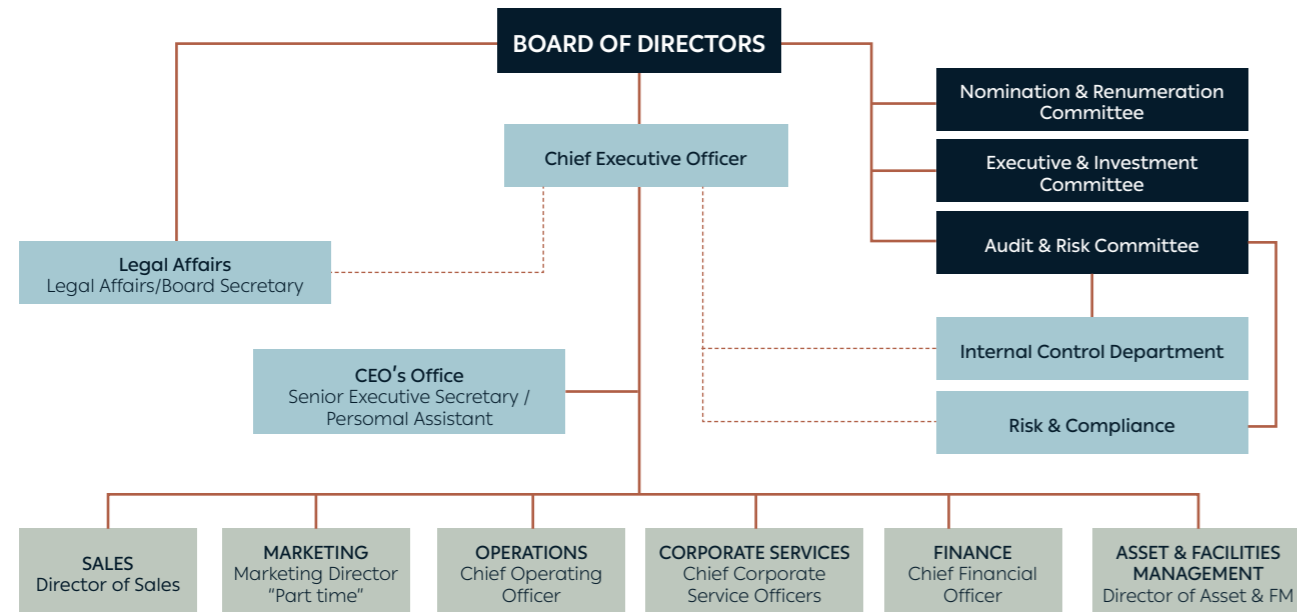 BOARD OF DIRECTORS
Nomination & Renumeration
Committee
Chief Executive Officer
Executive & Investment
Committee
Audit & Risk Committee
Legal Affairs
Legal Affairs/Board Secretary
Internal Control Department
CEO's Office
Senior Executive Secretary /
Persomal Assistant
Risk & Compliance
SALES
Director of Sales
MARKETING
Marketing Director
"Part time"
OPERATIONS
Chief Operating
Officer
CORPORATE SERVICES
Chief Corporate
Service Officers
FINANCE
Chief Financial
Officer
ASSET & FACILITIES
MANAGEMENT
Director of Asset & FM